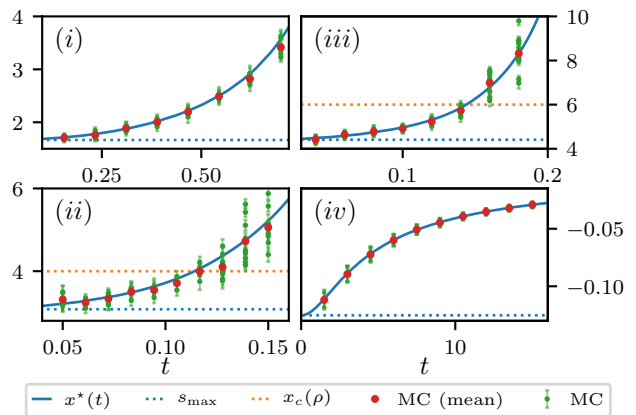 4
(i)
3
2
0.25
0.50
(iii)
10
8
6
4
0.1
0.2
6
(ii)
4
0.05
0.10
0.15
t
(iv)
−0.05
−0.10
0
10
t
x⋆(t)
s_max
x_c(ρ)
MC (mean)
MC